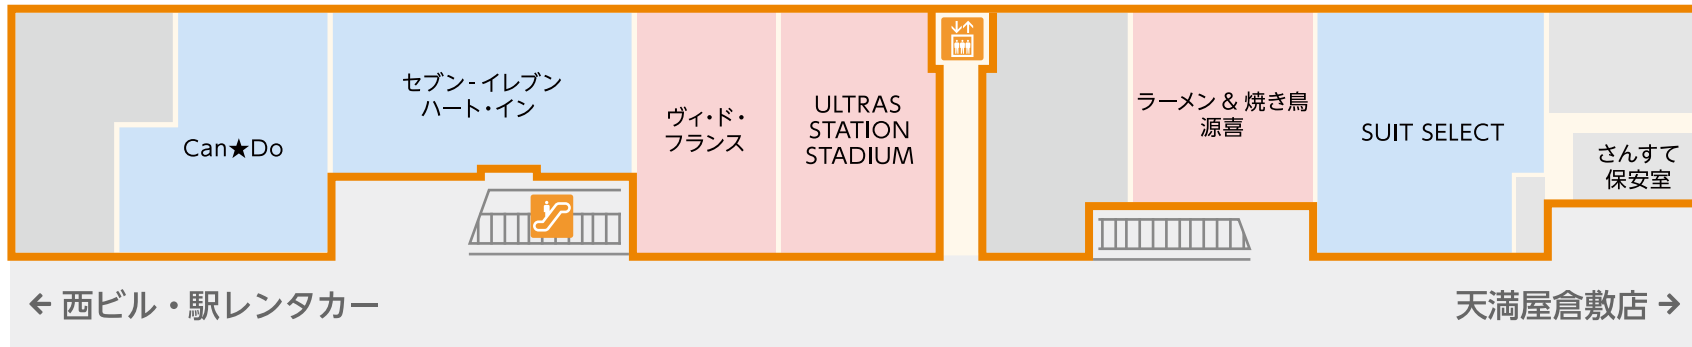 Can★Do
セブン-イレブン
ハート・イン
ヴィ・ド・
フランス
ULTRAS
STATION
STADIUM
ラーメン & 焼き鳥
源喜
SUIT SELECT
さんすて
保安室
← 西ビル・駅レンタカー
天満屋倉敷店 →